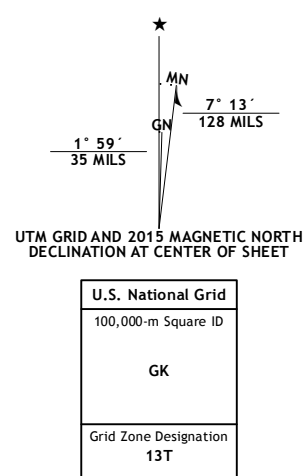 MN
GN
7° 13´
128 MILS
1° 59´
35 MILS
UTM GRID AND 2015 MAGNETIC NORTH
DECLINATION AT CENTER OF SHEET
U.S. National Grid
100,000-m Square ID
GK
Grid Zone Designation
13T